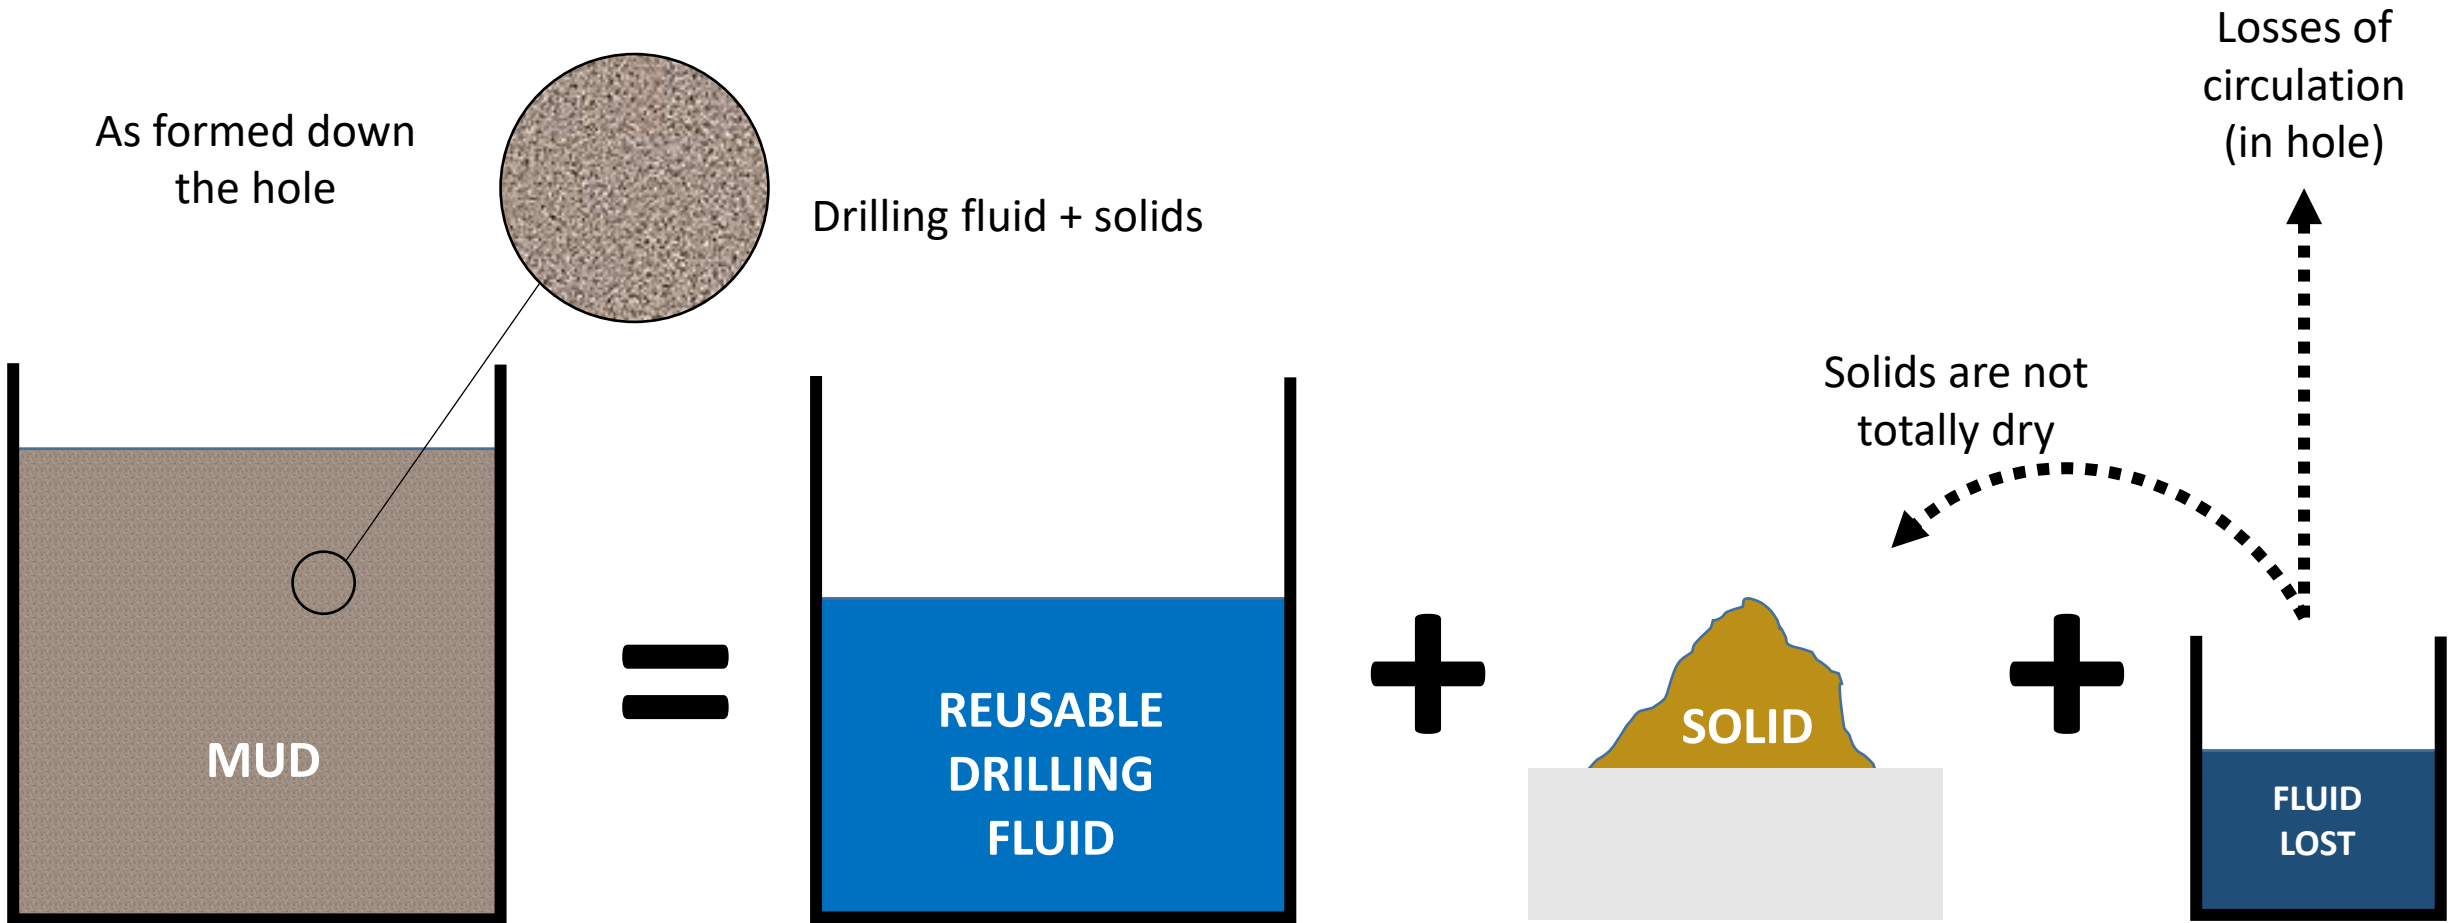 As formed down
the hole
Drilling fluid + solids
Losses of
circulation
(in hole)
Solids are not
totally dry
MUD
=
REUSABLE
DRILLING
FLUID
+
SOLID
+
FLUID
LOST